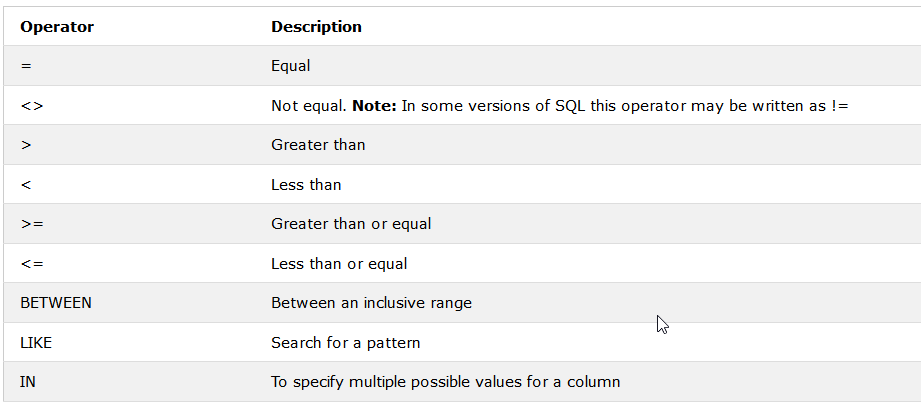 Operator Description
= Equal
<> Not equal. Note: In some versions of SQL this operator may be written as !=
> Greater than
< Less than
>= Greater than or equal
<= Less than or equal
BETWEEN Between an inclusive range
LIKE Search for a pattern
IN To specify multiple possible values for a column